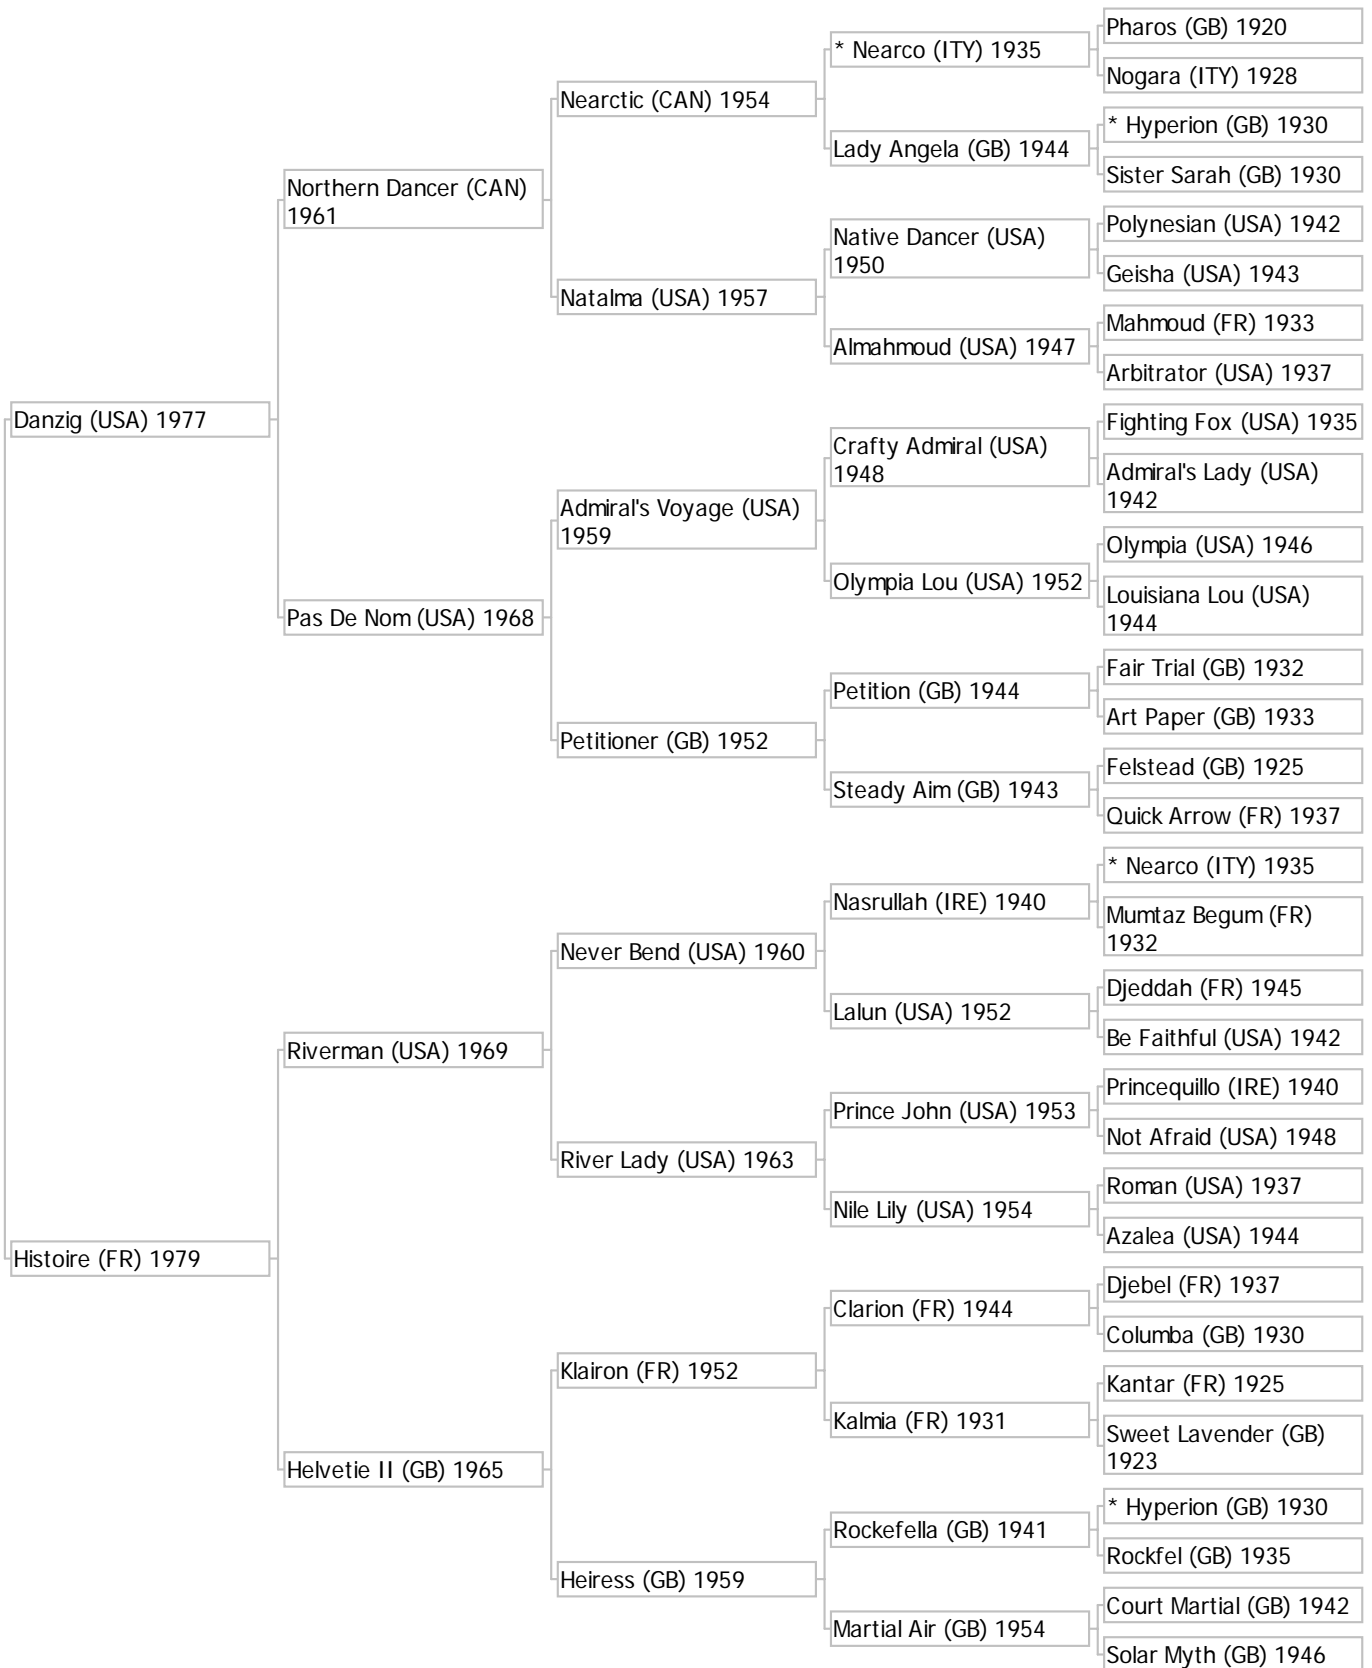 Danzig (USA) 1977
Histoire (FR) 1979
Northern Dancer (CAN)
1961
Pas De Nom (USA) 1968
Riverman (USA) 1969
Helvetie II (GB) 1965
Nearctic (CAN) 1954
Natalma (USA) 1957
Admiral's Voyage (USA)
1959
Petitioner (GB) 1952
Never Bend (USA) 1960
River Lady (USA) 1963
Klairon (FR) 1952
Heiress (GB) 1959
* Nearco (ITY) 1935
Lady Angela (GB) 1944
Native Dancer (USA)
1950
Almahmoud (USA) 1947
Crafty Admiral (USA)
1948
Olympia Lou (USA) 1952
Petition (GB) 1944
Steady Aim (GB) 1943
Nasrullah (IRE) 1940
Lalun (USA) 1952
Prince John (USA) 1953
Nile Lily (USA) 1954
Clarion (FR) 1944
Kalmia (FR) 1931
Rockefella (GB) 1941
Martial Air (GB) 1954
Pharos (GB) 1920
Nogara (ITY) 1928
* Hyperion (GB) 1930
Sister Sarah (GB) 1930
Polynesian (USA) 1942
Geisha (USA) 1943
Mahmoud (FR) 1933
Arbitrator (USA) 1937
Fighting Fox (USA) 1935
Admiral's Lady (USA)
1942
Olympia (USA) 1946
Louisiana Lou (USA)
1944
Fair Trial (GB) 1932
Art Paper (GB) 1933
Felstead (GB) 1925
Quick Arrow (FR) 1937
* Nearco (ITY) 1935
Mumtaz Begum (FR)
1932
Djeddah (FR) 1945
Be Faithful (USA) 1942
Princequillo (IRE) 1940
Not Afraid (USA) 1948
Roman (USA) 1937
Azalea (USA) 1944
Djebel (FR) 1937
Columba (GB) 1930
Kantar (FR) 1925
Sweet Lavender (GB)
1923
* Hyperion (GB) 1930
Rockfel (GB) 1935
Court Martial (GB) 1942
Solar Myth (GB) 1946